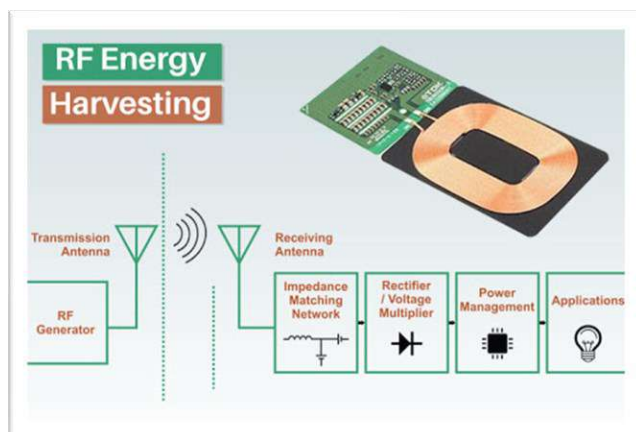 RF Energy
Harvesting
Transmission
Antenna
Receiving
Antenna
RF
Generator
Impedance
Matching
Network
Rectifier
/ Voltage
Multiplier
Power
Management
Applications